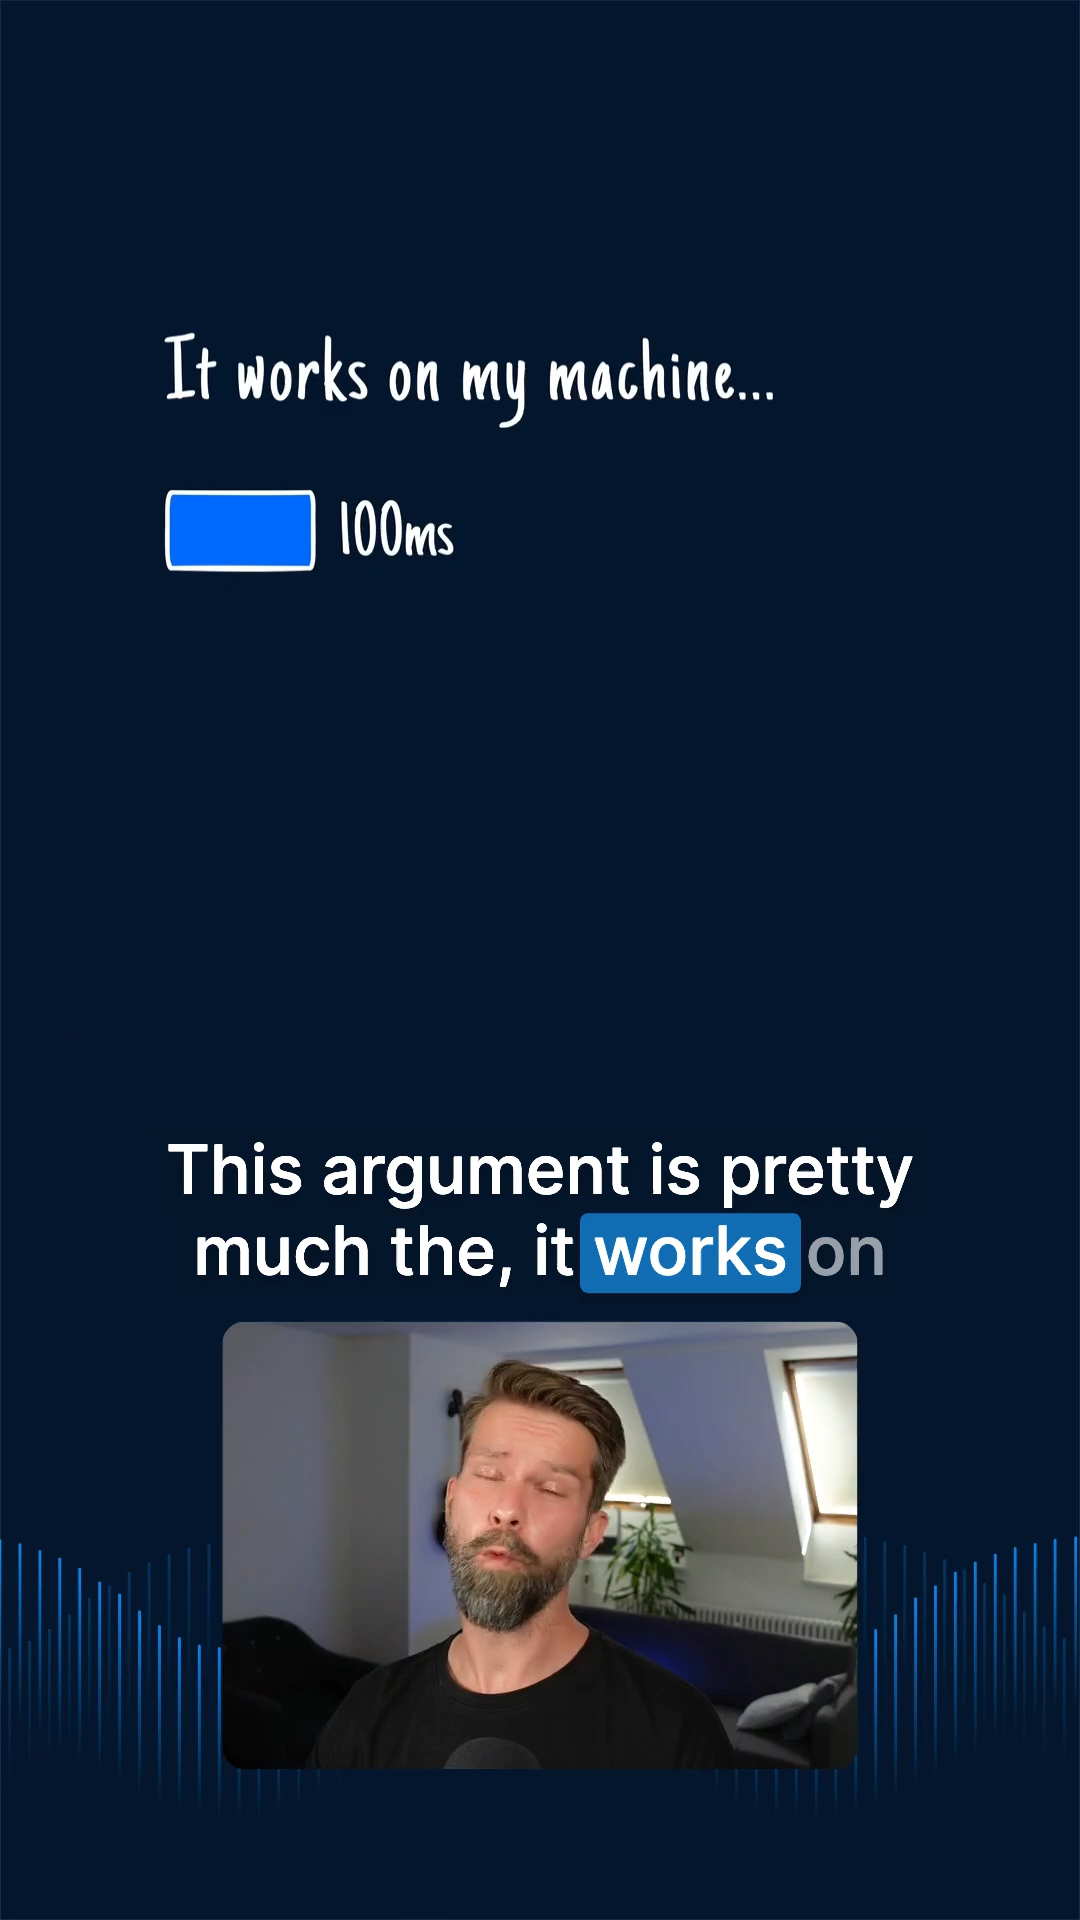 It works on my machine...
100ms
This argument is pretty
much the, it works on